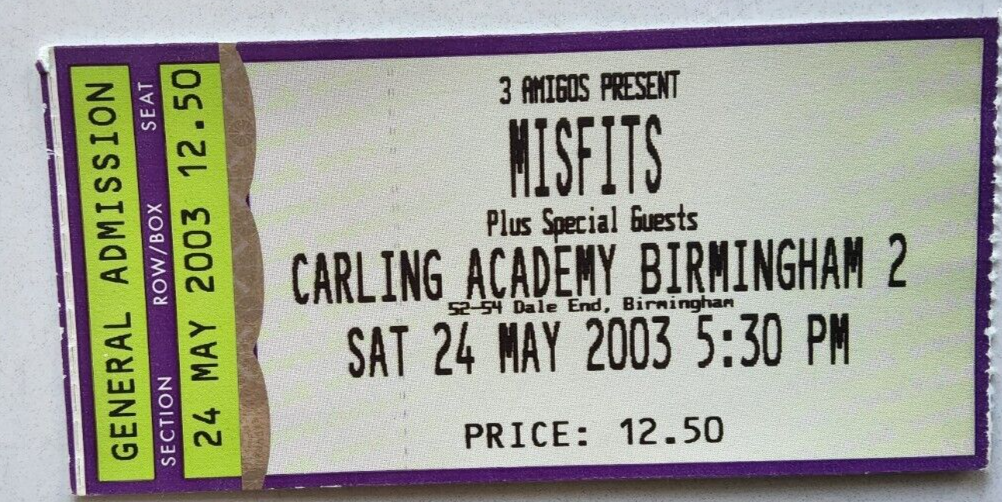 GENERAL ADMISSION
SECTION ROW/BOX SEAT
24 MAY 2003 12.50
3 AMIGOS PRESENT
MISFITS
Plus Special Guests
CARLING ACADEMY BIRMINGHAM 2
52-54 Dale End, Birmingham
SAT 24 MAY 2003 5:30 PM
PRICE: 12.50